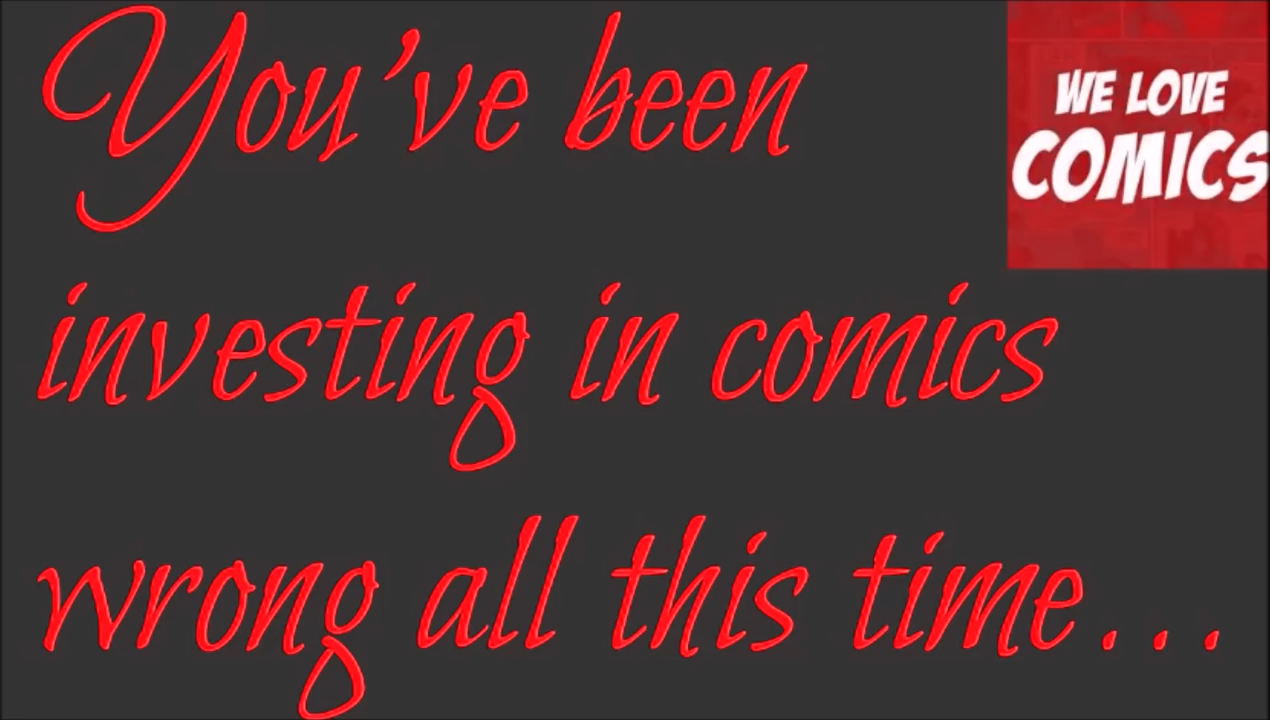 You've been
WE LOVE
COMICS
investing in comics
wrong all this time...